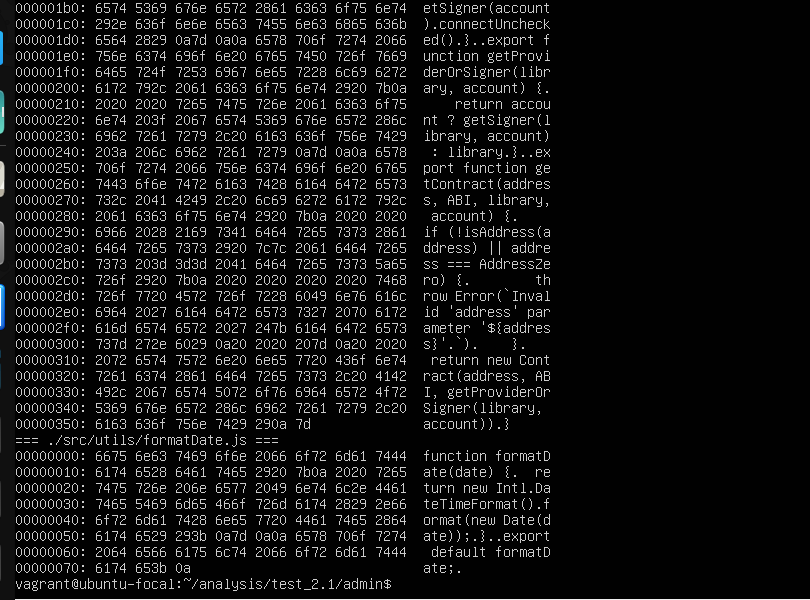 000001b0: 6574 5369 676e 6572 2861 6363 6f75 6e74  etSigner(account
000001c0: 292e 636f 6e6e 6563 7455 6e63 6865 636b  ).connectUncheck
000001d0: 6564 2829 0a7d 0a0a 6578 706f 7274 2066  ed().}..export f
000001e0: 756e 6374 696f 6e20 6765 7450 726f 7669  unction getProvi
000001f0: 6465 724f 7253 6967 6e65 7228 6c69 6272  derOrSigner(libr
00000200: 6172 792c 2061 6363 6f75 6e74 2920 7b0a  ary, account) {.
00000210: 2020 2020 7265 7475 726e 2061 6363 6f75      return accou
00000220: 6e74 203f 2067 6574 5369 676e 6572 286c  nt ? getSigner(l
00000230: 6962 7261 7279 2c20 6163 636f 756e 7429  ibrary, account)
00000240: 203a 206c 6962 7261 7279 0a7d 0a0a 6578   : library.}..ex
00000250: 706f 7274 2066 756e 6374 696f 6e20 6765  port function ge
00000260: 7443 6f6e 7472 6163 7428 6164 6472 6573  tContract(addres
00000270: 732c 2041 4249 2c20 6c69 6272 6172 792c  s, ABI, library,
00000280: 2061 6363 6f75 6e74 2920 7b0a 2020 2020   account) {.
00000290: 6966 2028 2169 7341 6464 7265 7373 2861  if (!isAddress(a
000002a0: 6464 7265 7373 2920 7c7c 2061 6464 7265  ddress) || addre
000002b0: 7373 203d 3d3d 2041 6464 7265 7373 5a65  ss === AddressZe
000002c0: 726f 2920 7b0a 2020 2020 2020 2020 7468  ro) {.        th
000002d0: 726f 7720 4572 726f 7228 6049 6e76 616c  row Error(`Inval
000002e0: 6964 2027 6164 6472 6573 7327 2070 6172  id 'address' par
000002f0: 616d 6574 6572 2027 247b 6164 6472 6573  ameter '${addres
00000300: 737d 272e 6029 0a20 2020 207d 0a20 2020  s}'.`).    }.
00000310: 2072 6574 7572 6e20 6e65 7720 436f 6e74   return new Cont
00000320: 7261 6374 2861 6464 7265 7373 2c20 4142  ract(address, AB
00000330: 492c 2067 6574 5072 6f76 6964 6572 4f72  I, getProviderOr
00000340: 5369 676e 6572 286c 6962 7261 7279 2c20  Signer(library,
00000350: 6163 636f 756e 7429 290a 7d  account)).}
=== ./src/utils/formatDate.js ===
00000000: 6675 6e63 7469 6f6e 2066 6f72 6d61 7444  function formatD
00000010: 6174 6528 6461 7465 2920 7b0a 2020 7265  ate(date) {.  re
00000020: 7475 726e 206e 6577 2049 6e74 6c2e 4461  turn new Intl.Da
00000030: 7465 5469 6d65 466f 726d 6174 2829 2e66  teTimeFormat().f
00000040: 6f72 6d61 7428 6e65 7720 4461 7465 2864  ormat(new Date(d
00000050: 6174 6529 293b 0a7d 0a0a 6578 706f 7274  ate));.}..export
00000060: 2064 6566 6175 6c74 2066 6f72 6d61 7444   default formatD
00000070: 6174 653b 0a  ate;.
vagrant@ubuntu-focal:~/analysis/test_2.1/admin$